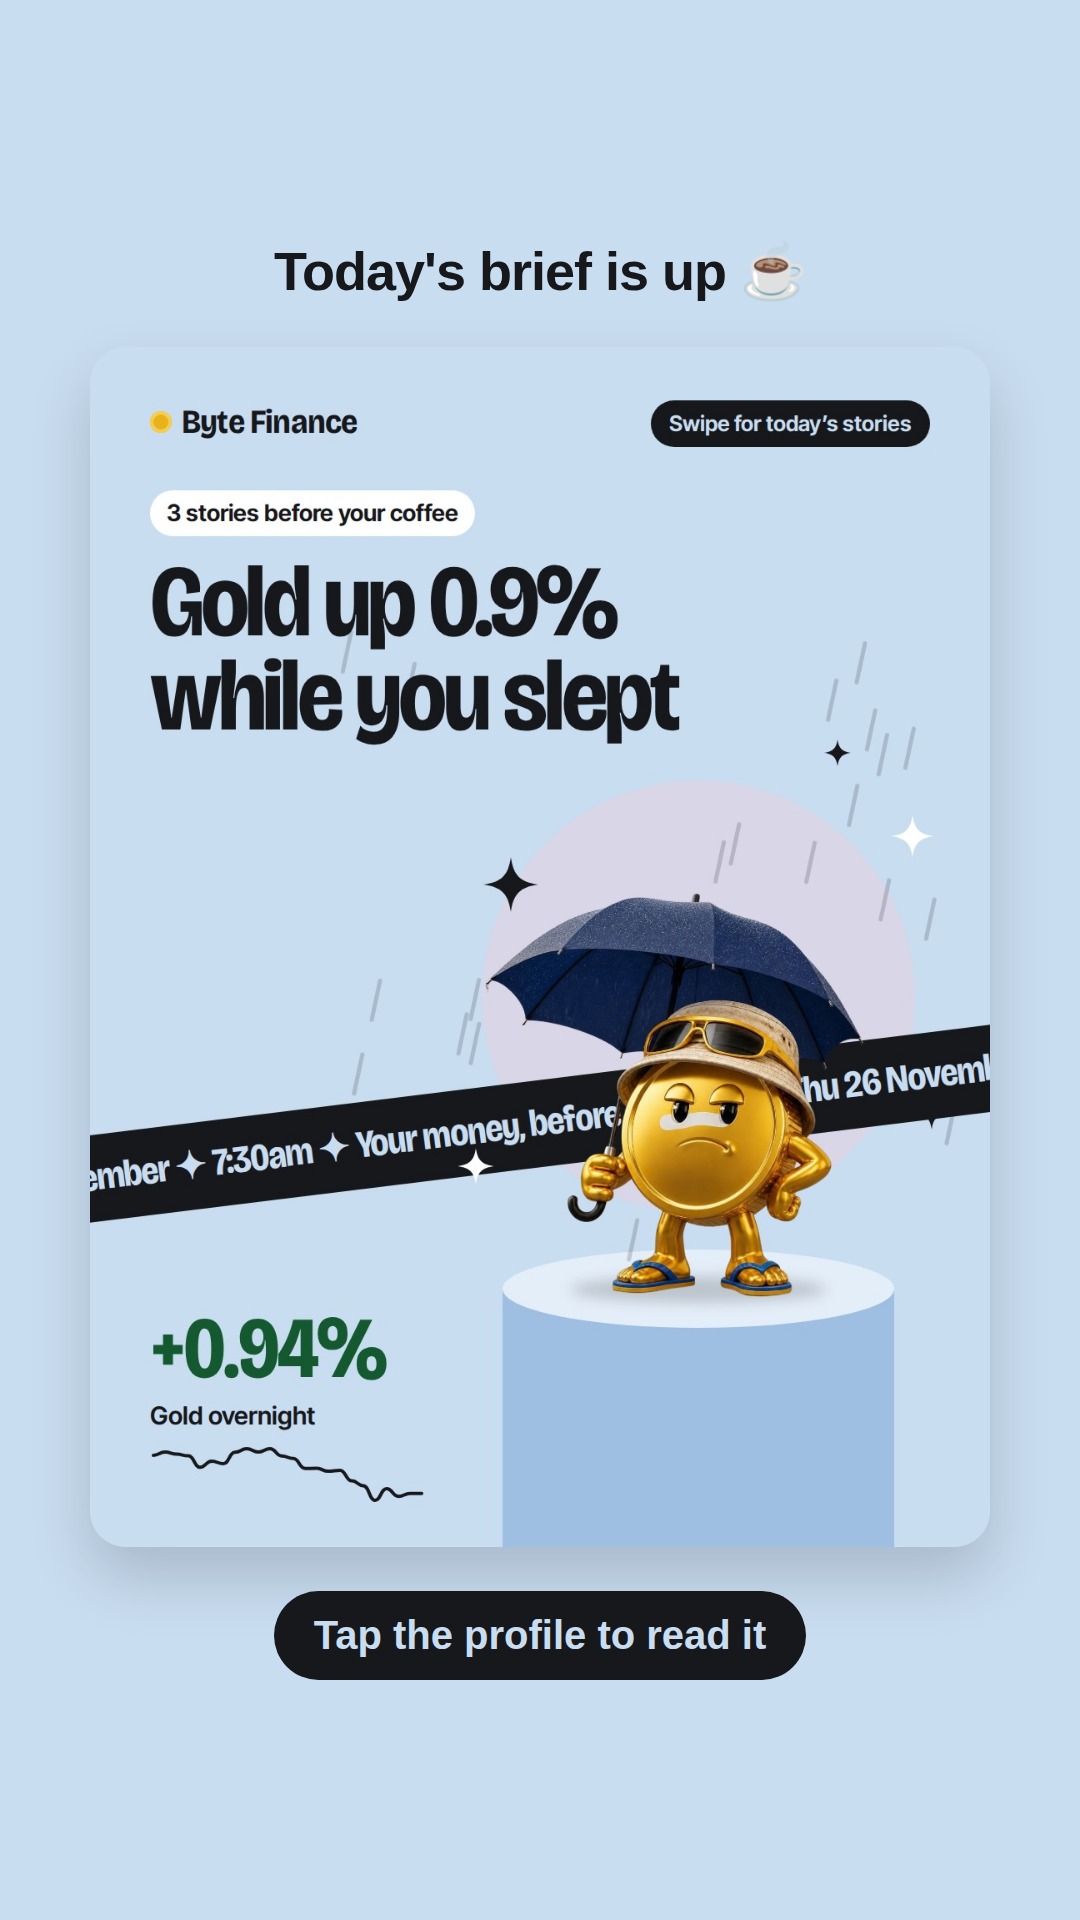 Today's brief is up ☕
Byte Finance
Swipe for today’s stories
3 stories before your coffee
Gold up 0.9%
while you slept
ember ✦ 7:30am ✦ Your money, before
hu 26 Novem
+0.94%
Gold overnight
Tap the profile to read it